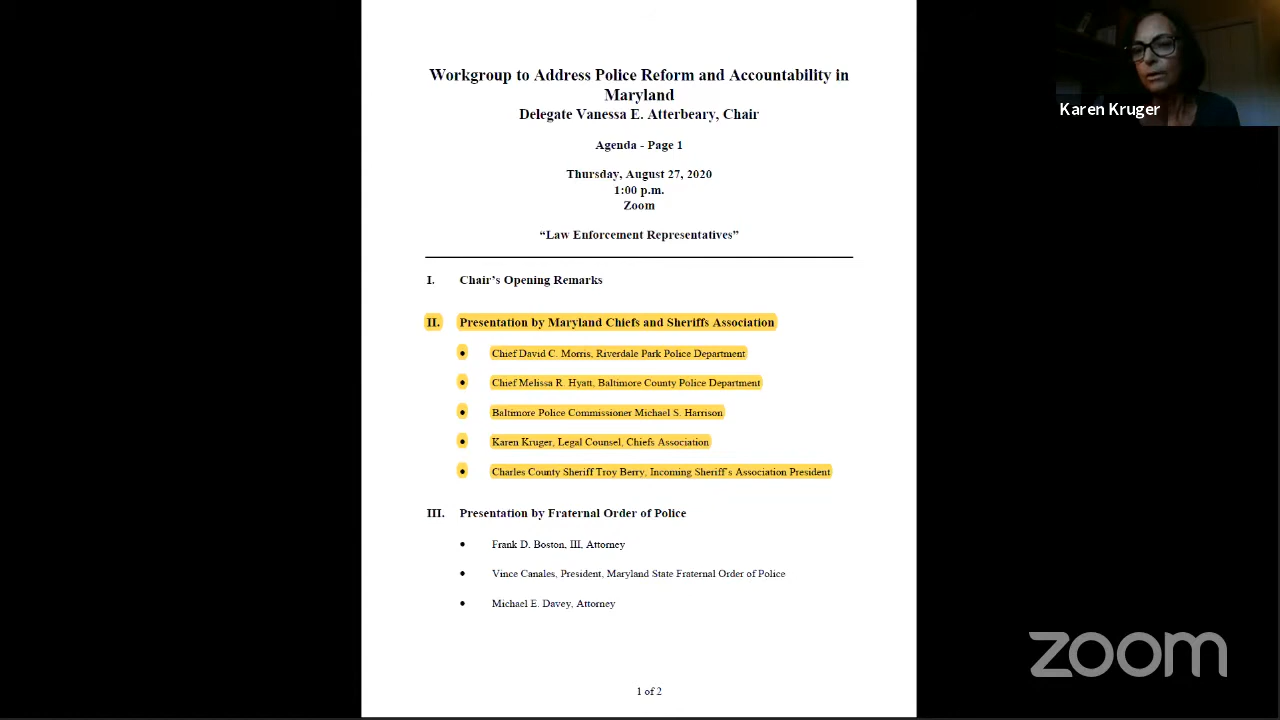 Workgroup to Address Police Reform and Accountability in
Maryland
Delegate Vanessa E. Atterbeary, Chair
Agenda - Page 1
Thursday, August 27, 2020
1:00 p.m.
Zoom
“Law Enforcement Representatives”
I. Chair’s Opening Remarks
II. Presentation by Maryland Chiefs and Sheriffs Association
• Chief David C. Morris, Riverdale Park Police Department
• Chief Melissa R. Hyatt, Baltimore County Police Department
• Baltimore Police Commissioner Michael S. Harrison
• Karen Kruger, Legal Counsel, Chiefs Association
• Charles County Sheriff Troy Berry, Incoming Sheriff’s Association President
III. Presentation by Fraternal Order of Police
• Frank D. Boston, III, Attorney
• Vince Canales, President, Maryland State Fraternal Order of Police
• Michael E. Davey, Attorney
1 of 2
Karen Kruger
zoom